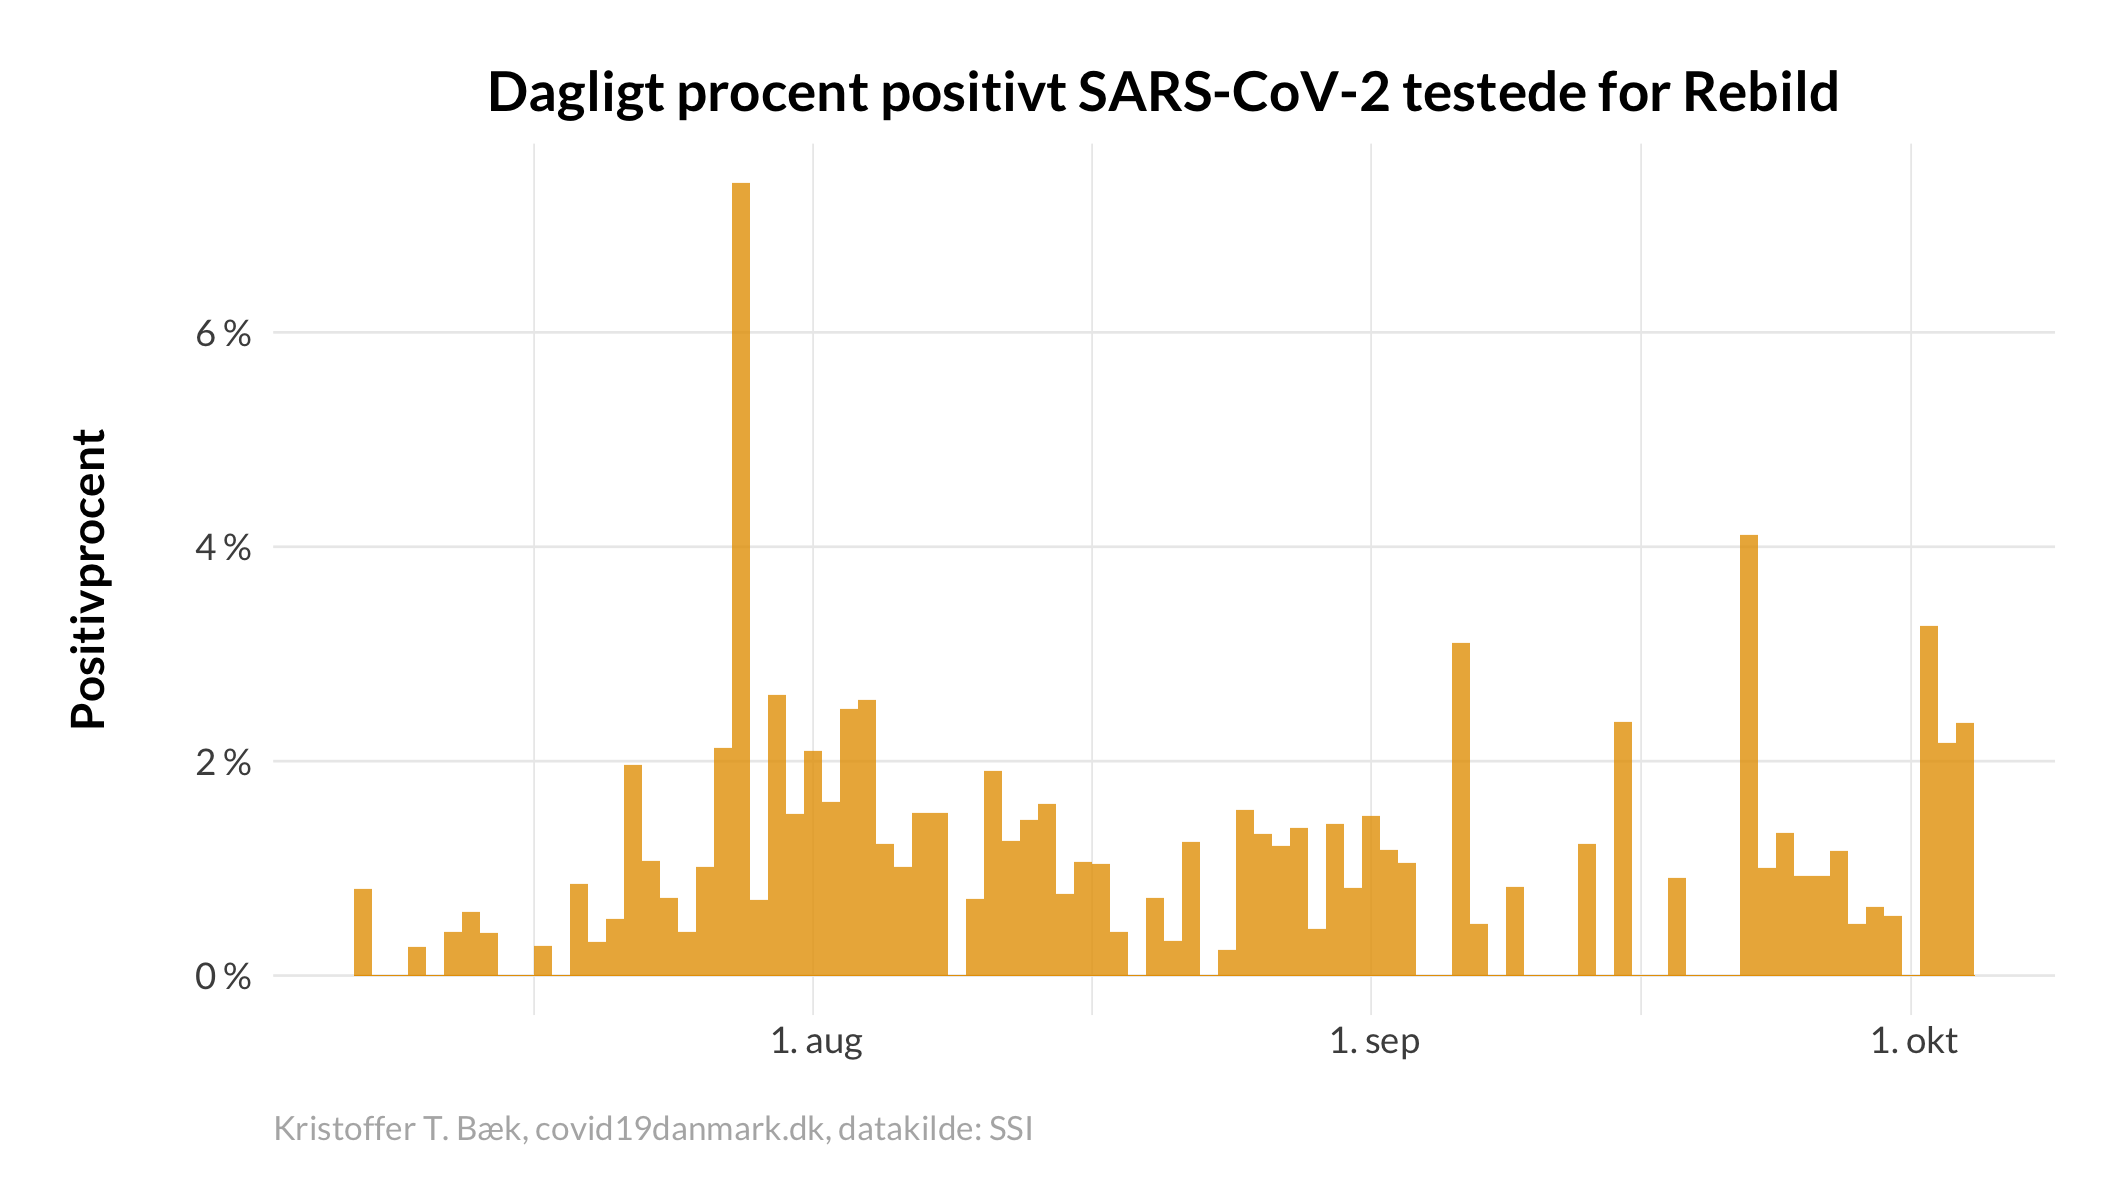 Dagligt procent positivt SARS-CoV-2 testede for Rebild
Positivprocent
6 %
4 %
2 %
0 %
1. aug
1. sep
1. okt
Kristoffer T. Bæk, covid19danmark.dk, datakilde: SSI